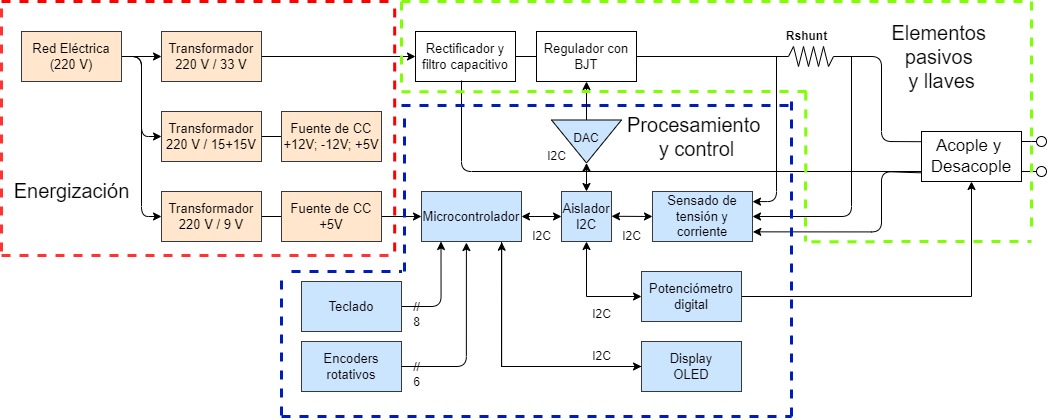 Red Eléctrica
(220 V)
Transformador
220 V / 33 V
Rectificador y
filtro capacitivo
Regulador con
BJT
Rshunt
Elementos
pasivos
y llaves
Transformador
220 V / 15+15V
Fuente de CC
+12V; -12V; +5V
DAC
I2C
Procesamiento
y control
Acople y
Desacople
Energización
Transformador
220 V / 9 V
Fuente de CC
+5V
Microcontrolador
I2C
Aislador
I2C
I2C
Sensado de
tensión y
corriente
Teclado
//
8
I2C
Potenciómetro
digital
Encoders
rotativos
//
6
I2C
Display
OLED